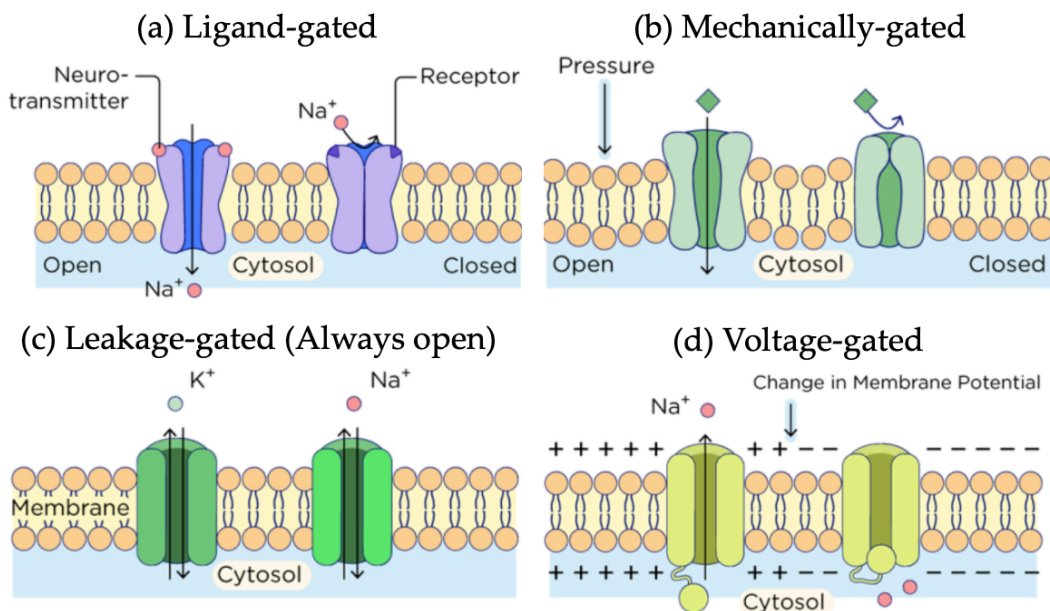 (a) Ligand-gated
Neuro-
transmitter
Na⁺
Receptor
Open
Cytosol
Closed
Na⁺
(b) Mechanically-gated
Pressure
Open
Cytosol
Closed
(c) Leakage-gated (Always open)
K⁺
Na⁺
Membrane
Cytosol
(d) Voltage-gated
Change in Membrane Potential
Na⁺
+ + + + + + + − − − − − − −
+ + + + + + + − − − − − − −
Cytosol